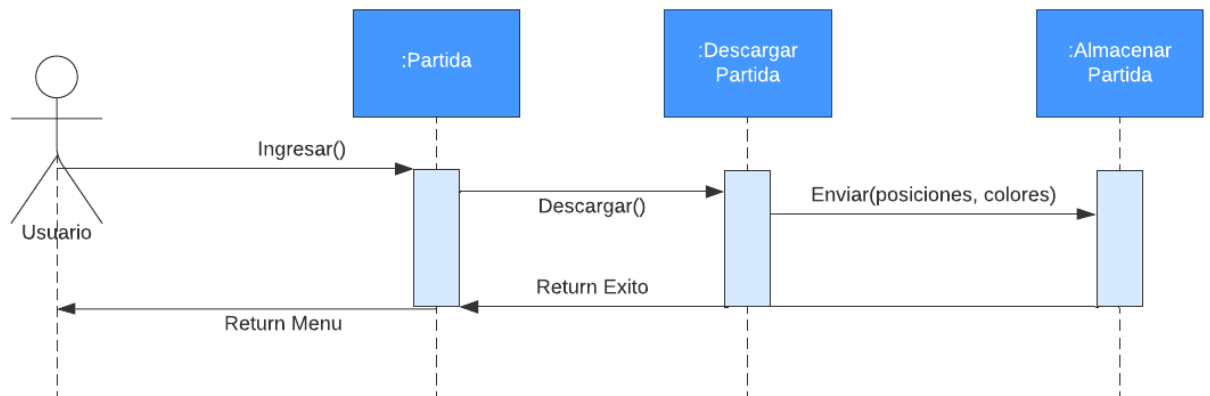 :Partida
:Descargar
Partida
:Almacenar
Partida
Ingresar()
Descargar()
Enviar(posiciones, colores)
Usuario
Return Exito
Return Menu